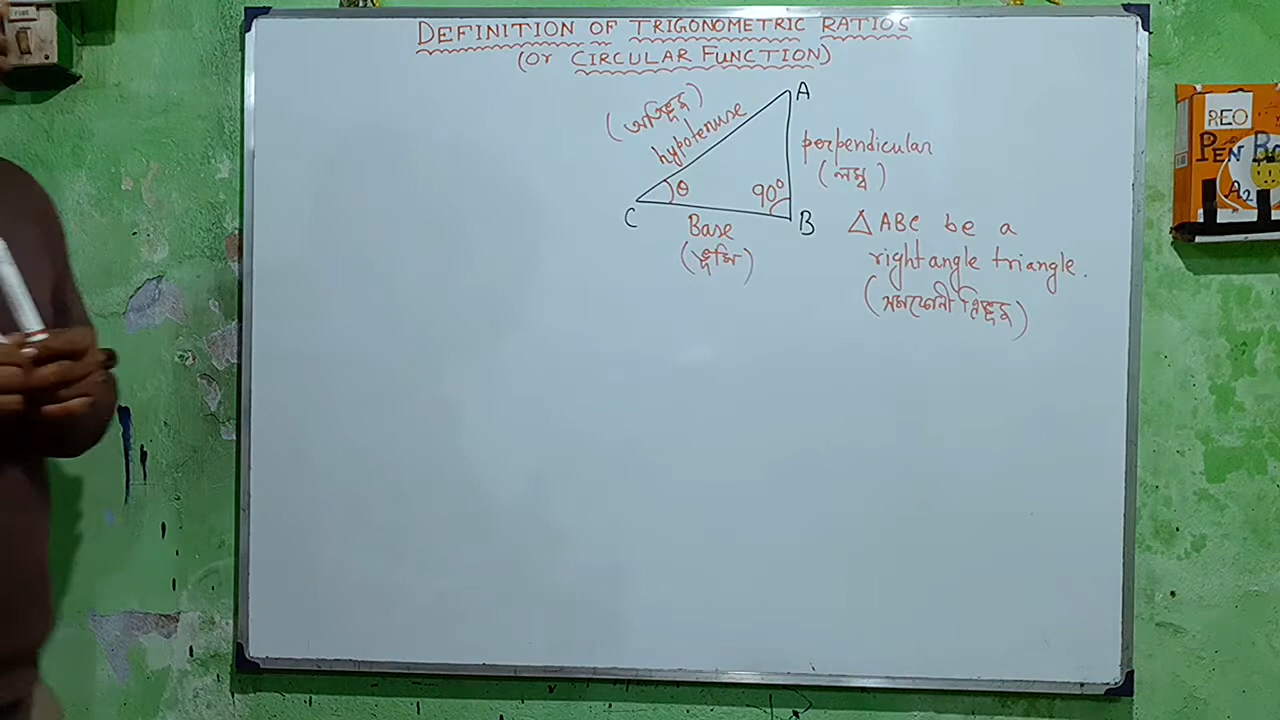 DEFINITION OF TRIGONOMETRIC RATIOS
(Or CIRCULAR FUNCTION)
A
(অতিভুজ)
hypotenuse
perpendicular
(লম্ব)
θ
90°
C
B
Base
(ভূমি)
△ ABC be a
right angle triangle.
(সমকোনী ত্রিভুজ)
REO
PEN
A2